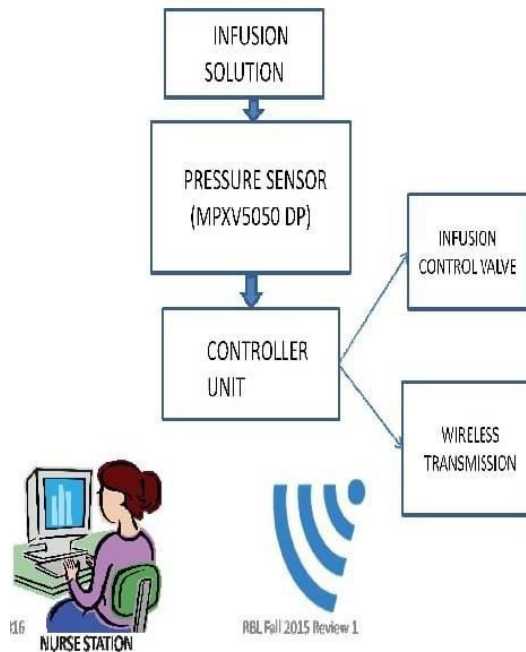 INFUSION
SOLUTION
PRESSURE SENSOR
(MPXV5050 DP)
INFUSION
CONTROL VALVE
CONTROLLER
UNIT
WIRELESS
TRANSMISSION
RBL Fall 2015 Review 1
NURSE STATION